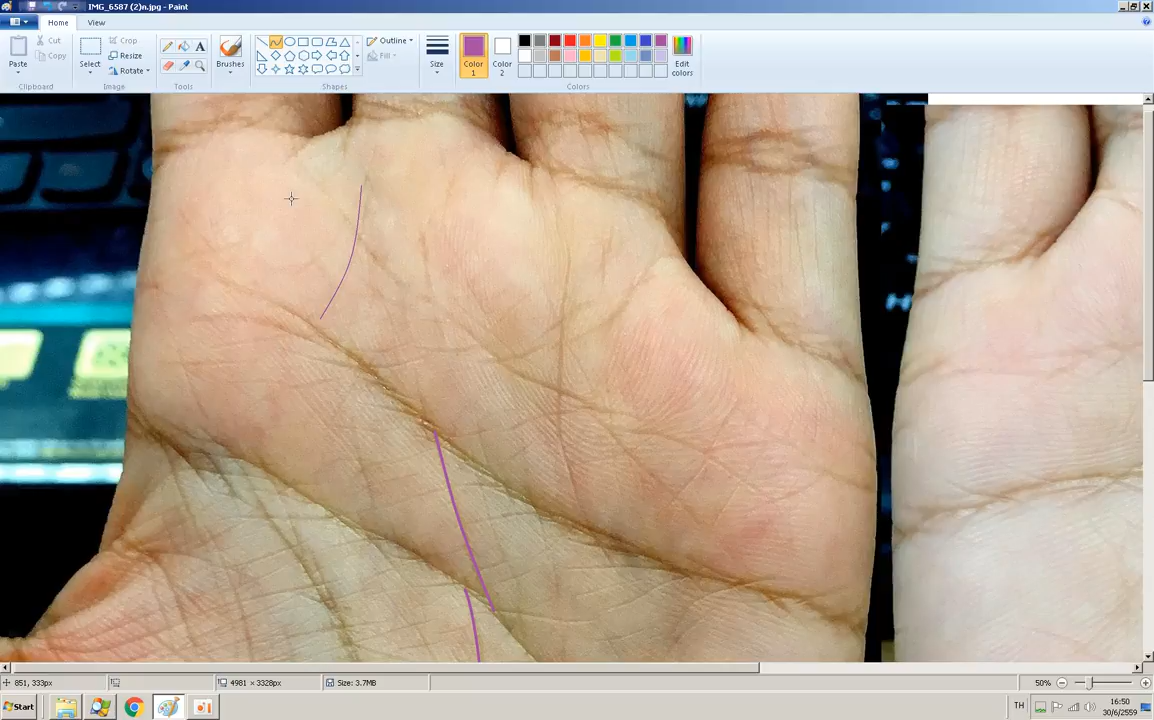 IMG_6587 (2)n.jpg - Paint
Home
View
Paste
Cut
Copy
Clipboard
Select
Crop
Resize
Rotate
Image
A
Tools
Brushes
Outline
Fill
Shapes
Size
Color 1
Color 2
Edit colors
Colors
851, 333px
4981 × 3328px
Size: 3.7MB
50%
Start
TH
16:50
30/6/2559